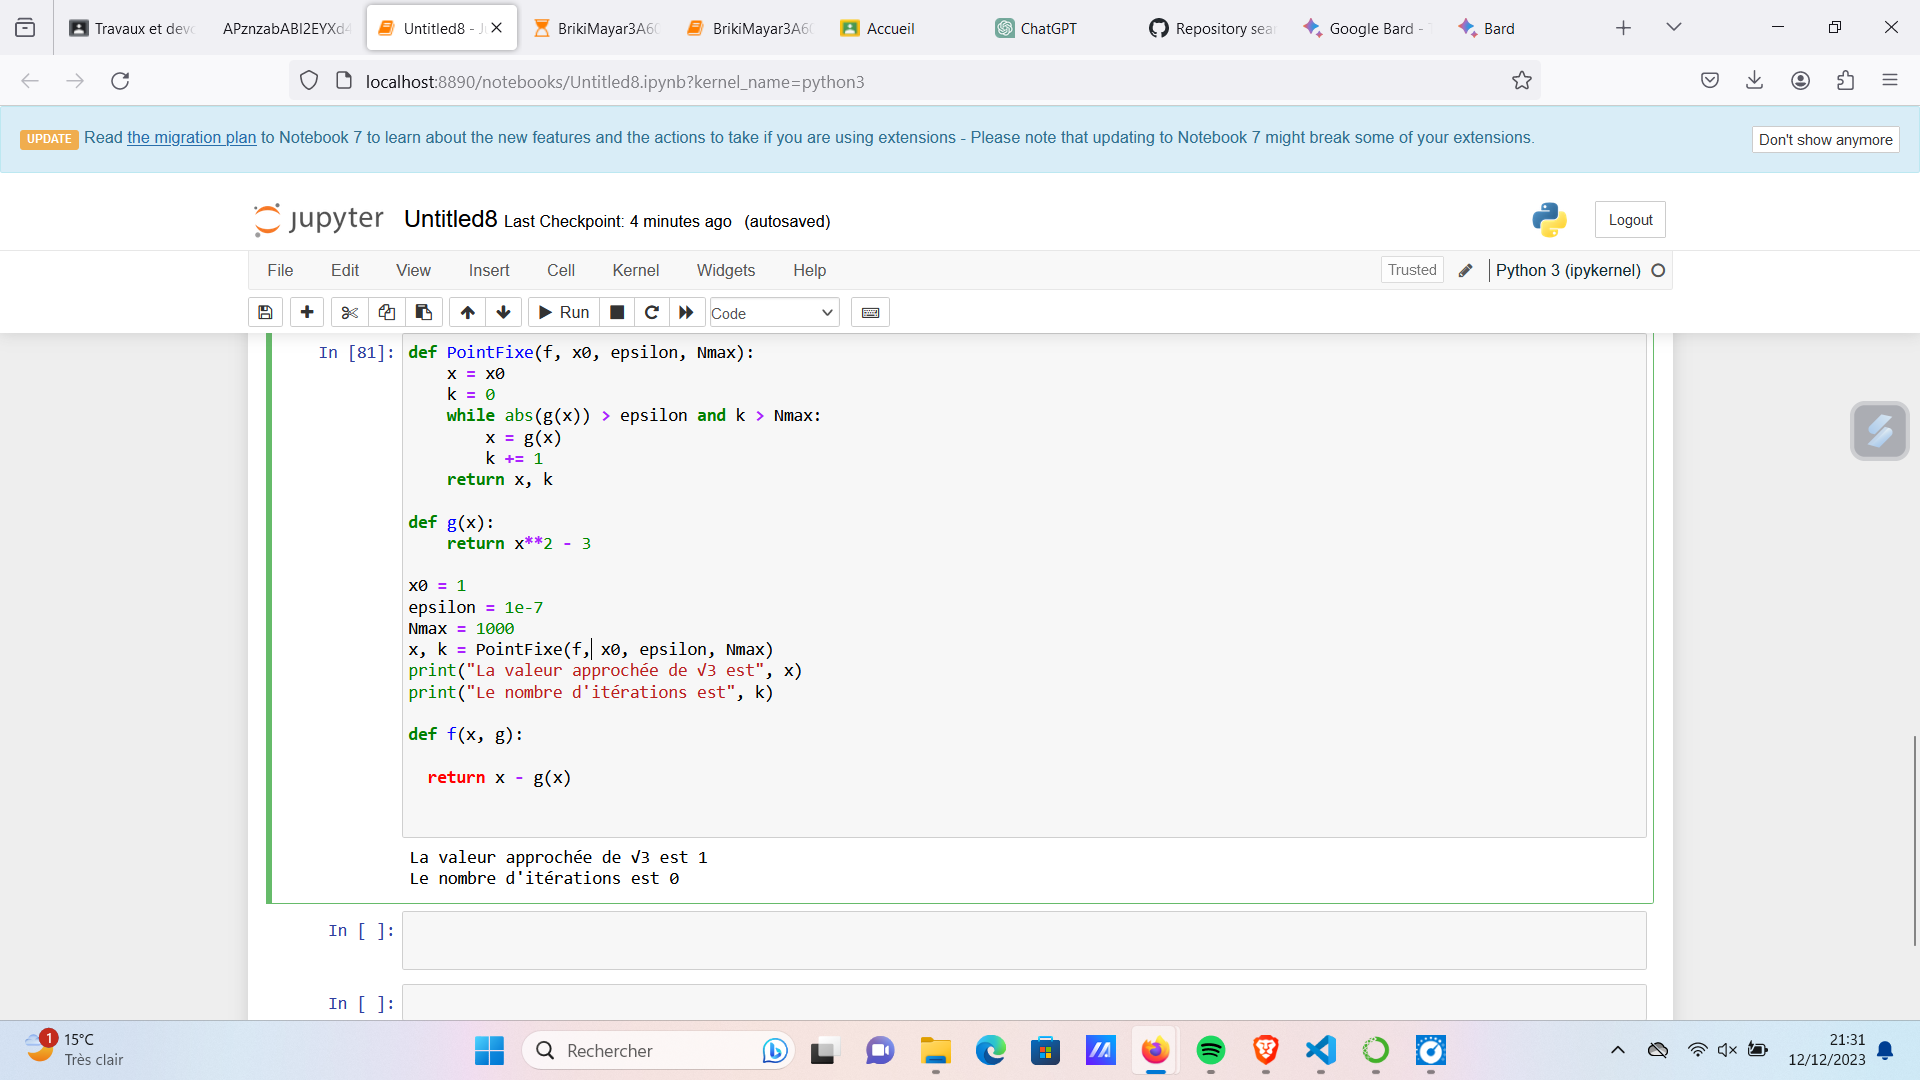 Travaux et devo
APznzabABI2EYXd4
Untitled8 - Ju
BrikiMayar3A6G
BrikiMayar3A6G
Accueil
ChatGPT
Repository sear
Google Bard - T
Bard
localhost:8890/notebooks/Untitled8.ipynb?kernel_name=python3
UPDATE Read the migration plan to Notebook 7 to learn about the new features and the actions to take if you are using extensions - Please note that updating to Notebook 7 might break some of your extensions.
Don't show anymore
jupyter Untitled8 Last Checkpoint: 4 minutes ago (autosaved)
Logout
File Edit View Insert Cell Kernel Widgets Help
Trusted Python 3 (ipykernel)
Run Code
In [81]: def PointFixe(f, x0, epsilon, Nmax):
    x = x0
    k = 0
    while abs(g(x)) > epsilon and k > Nmax:
        x = g(x)
        k += 1
    return x, k
def g(x):
    return x**2 - 3
x0 = 1
epsilon = 1e-7
Nmax = 1000
x, k = PointFixe(f, x0, epsilon, Nmax)
print("La valeur approchée de √3 est", x)
print("Le nombre d'itérations est", k)
def f(x, g):
  return x - g(x)
La valeur approchée de √3 est 1
Le nombre d'itérations est 0
In [ ]:
In [ ]:
1
15°C
Très clair
Rechercher
21:31
12/12/2023